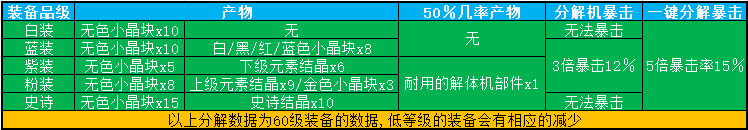 装备品级 产物 50%几率产物 分解机暴击 一键分解暴击
白装 无色小晶块x10 无 无 无法暴击 5倍暴击率15%
蓝装 无色小晶块x10 白/黑/红/蓝色小晶块x8 3倍暴击12%
紫装 无色小晶块x5 下级元素结晶x6 耐用的解体机部件x1
粉装 无色小晶块x8 上级元素结晶x9/金色小晶块x3
史诗 无色小晶块x15 史诗结晶x10 无法暴击
以上分解数据为60级装备的数据,低等级的装备会有相应的减少